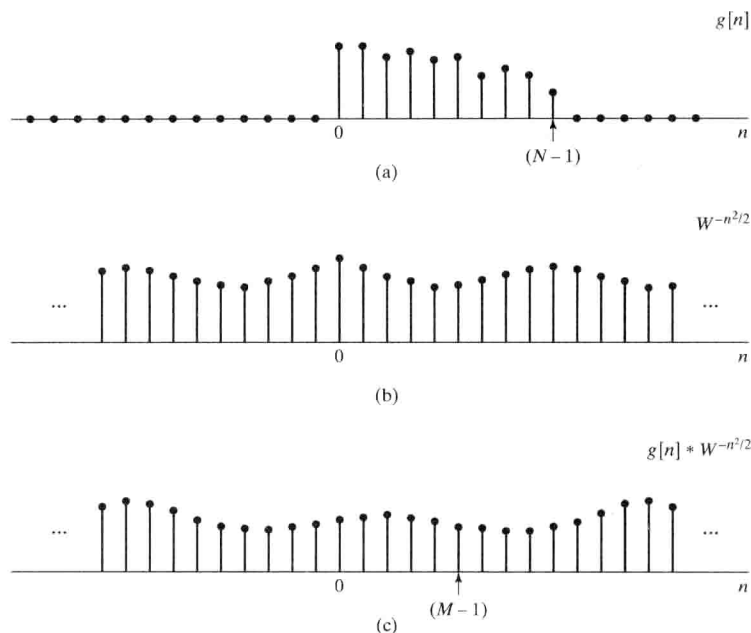 g[n]
0
n
(N − 1)
(a)
W^{−n²/2}
...
...
0
n
(b)
g[n] * W^{−n²/2}
...
...
0
n
(M − 1)
(c)